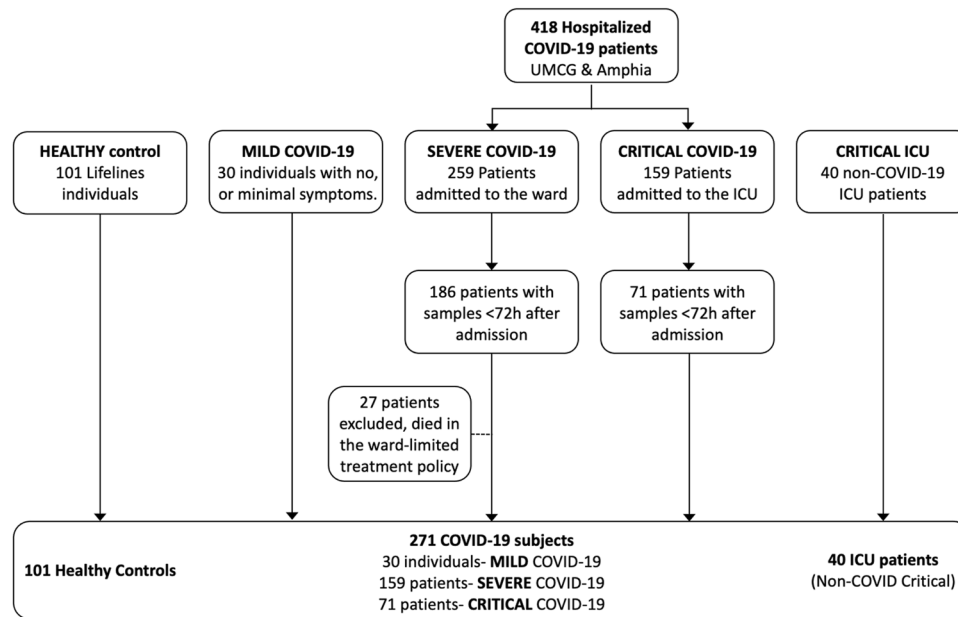 418 Hospitalized
COVID-19 patients
UMCG & Amphia
HEALTHY control
101 Lifelines
individuals
MILD COVID-19
30 individuals with no,
or minimal symptoms.
SEVERE COVID-19
259 Patients
admitted to the ward
CRITICAL COVID-19
159 Patients
admitted to the ICU
CRITICAL ICU
40 non-COVID-19
ICU patients
186 patients with
samples <72h after
admission
71 patients with
samples <72h after
admission
27 patients
excluded, died in
the ward-limited
treatment policy
101 Healthy Controls
271 COVID-19 subjects
30 individuals- MILD COVID-19
159 patients- SEVERE COVID-19
71 patients- CRITICAL COVID-19
40 ICU patients
(Non-COVID Critical)